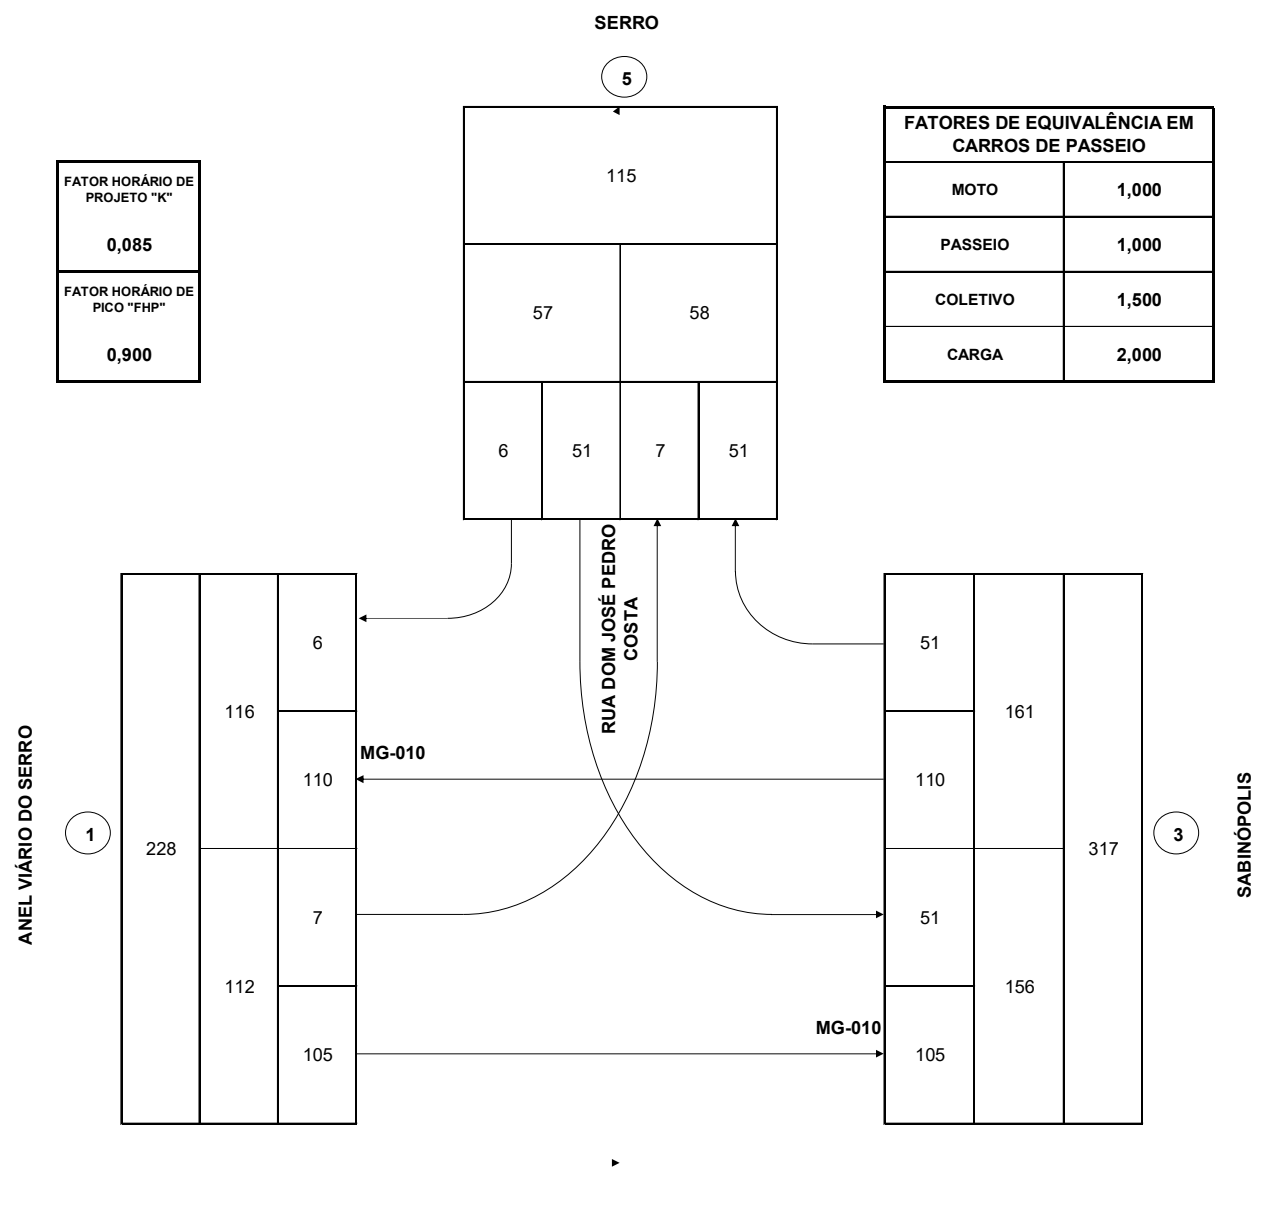 SERRO
5
FATORES DE EQUIVALÊNCIA EM
CARROS DE PASSEIO
MOTO 1,000
PASSEIO 1,000
COLETIVO 1,500
CARGA 2,000
FATOR HORÁRIO DE
PROJETO "K"
0,085
FATOR HORÁRIO DE
PICO "FHP"
0,900
115
57 58
6 51 7 51
RUA DOM JOSÉ PEDRO
COSTA
ANEL VIÁRIO DO SERRO
1
228
116
112
6
110
7
105
MG-010
MG-010
51
110
51
105
161
156
317
3
SABINÓPOLIS